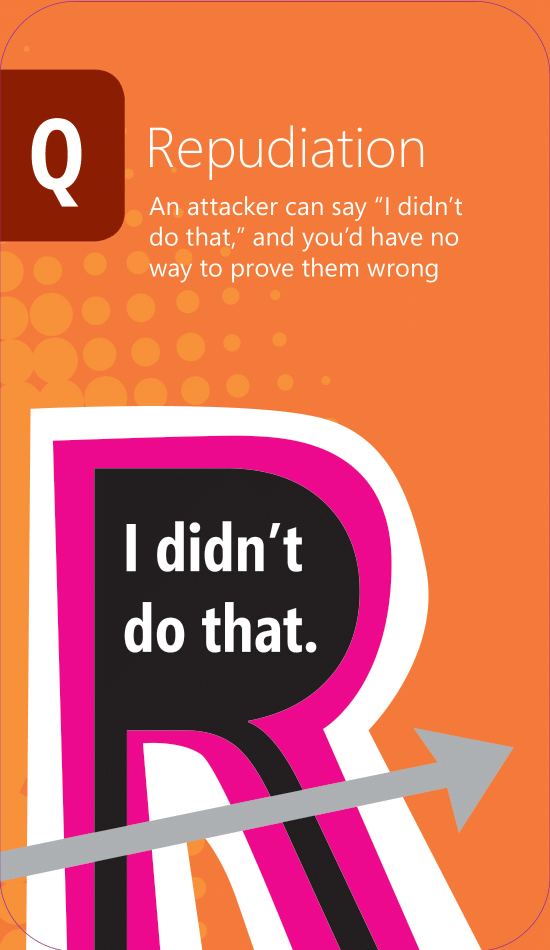 Q
Repudiation
An attacker can say “I didn’t
do that,” and you’d have no
way to prove them wrong
R
I didn’t
do that.